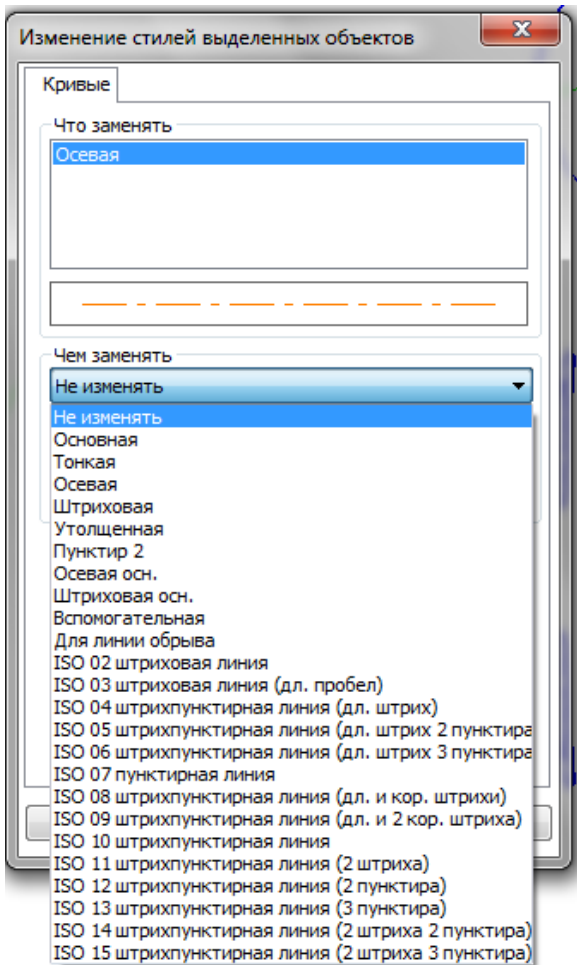 Изменение стилей выделенных объектов
Кривые
Что заменять
Осевая
Чем заменять
Не изменять
Не изменять
Основная
Тонкая
Осевая
Штриховая
Утолщенная
Пунктир 2
Осевая осн.
Штриховая осн.
Вспомогательная
Для линии обрыва
ISO 02 штриховая линия
ISO 03 штриховая линия (дл. пробел)
ISO 04 штрихпунктирная линия (дл. штрих)
ISO 05 штрихпунктирная линия (дл. штрих 2 пунктира
ISO 06 штрихпунктирная линия (дл. штрих 3 пунктира
ISO 07 пунктирная линия
ISO 08 штрихпунктирная линия (дл. и кор. штрихи)
ISO 09 штрихпунктирная линия (дл. и 2 кор. штриха)
ISO 10 штрихпунктирная линия
ISO 11 штрихпунктирная линия (2 штриха)
ISO 12 штрихпунктирная линия (2 пунктира)
ISO 13 штрихпунктирная линия (3 пунктира)
ISO 14 штрихпунктирная линия (2 штриха 2 пунктира)
ISO 15 штрихпунктирная линия (2 штриха 3 пунктира)